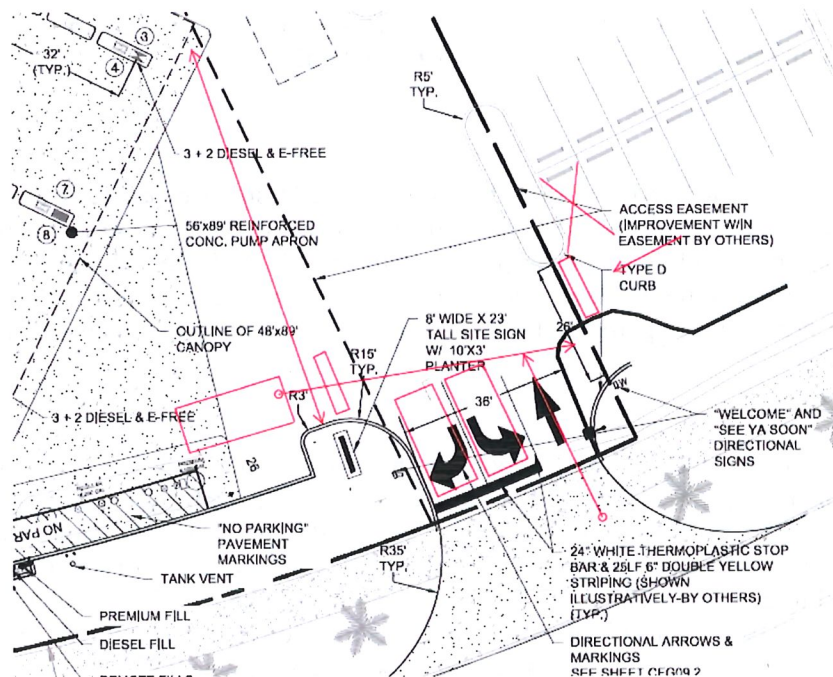 3
32'
(TYP.)
4
R5'
TYP.
3 + 2 DIESEL & E-FREE
7
8
56'x89' REINFORCED
CONC. PUMP APRON
ACCESS EASEMENT
(IMPROVEMENT W/IN
EASEMENT BY OTHERS)
TYPE D
CURB
OUTLINE OF 48'x89'
CANOPY
8' WIDE X 23'
TALL SITE SIGN
W/ 10'X3'
PLANTER
26'
R15'
TYP.
R3'
36'
3 + 2 DIESEL & E-FREE
"WELCOME" AND
"SEE YA SOON"
DIRECTIONAL
SIGNS
26
NO PAR
"NO PARKING"
PAVEMENT
MARKINGS
R35'
TYP.
TANK VENT
24" WHITE THERMOPLASTIC STOP
BAR & 25LF 6" DOUBLE YELLOW
STRIPING (SHOWN
ILLUSTRATIVELY-BY OTHERS)
(TYP.)
PREMIUM FILL
DIESEL FILL
DIRECTIONAL ARROWS &
MARKINGS
SEE SHEET CFG09.2